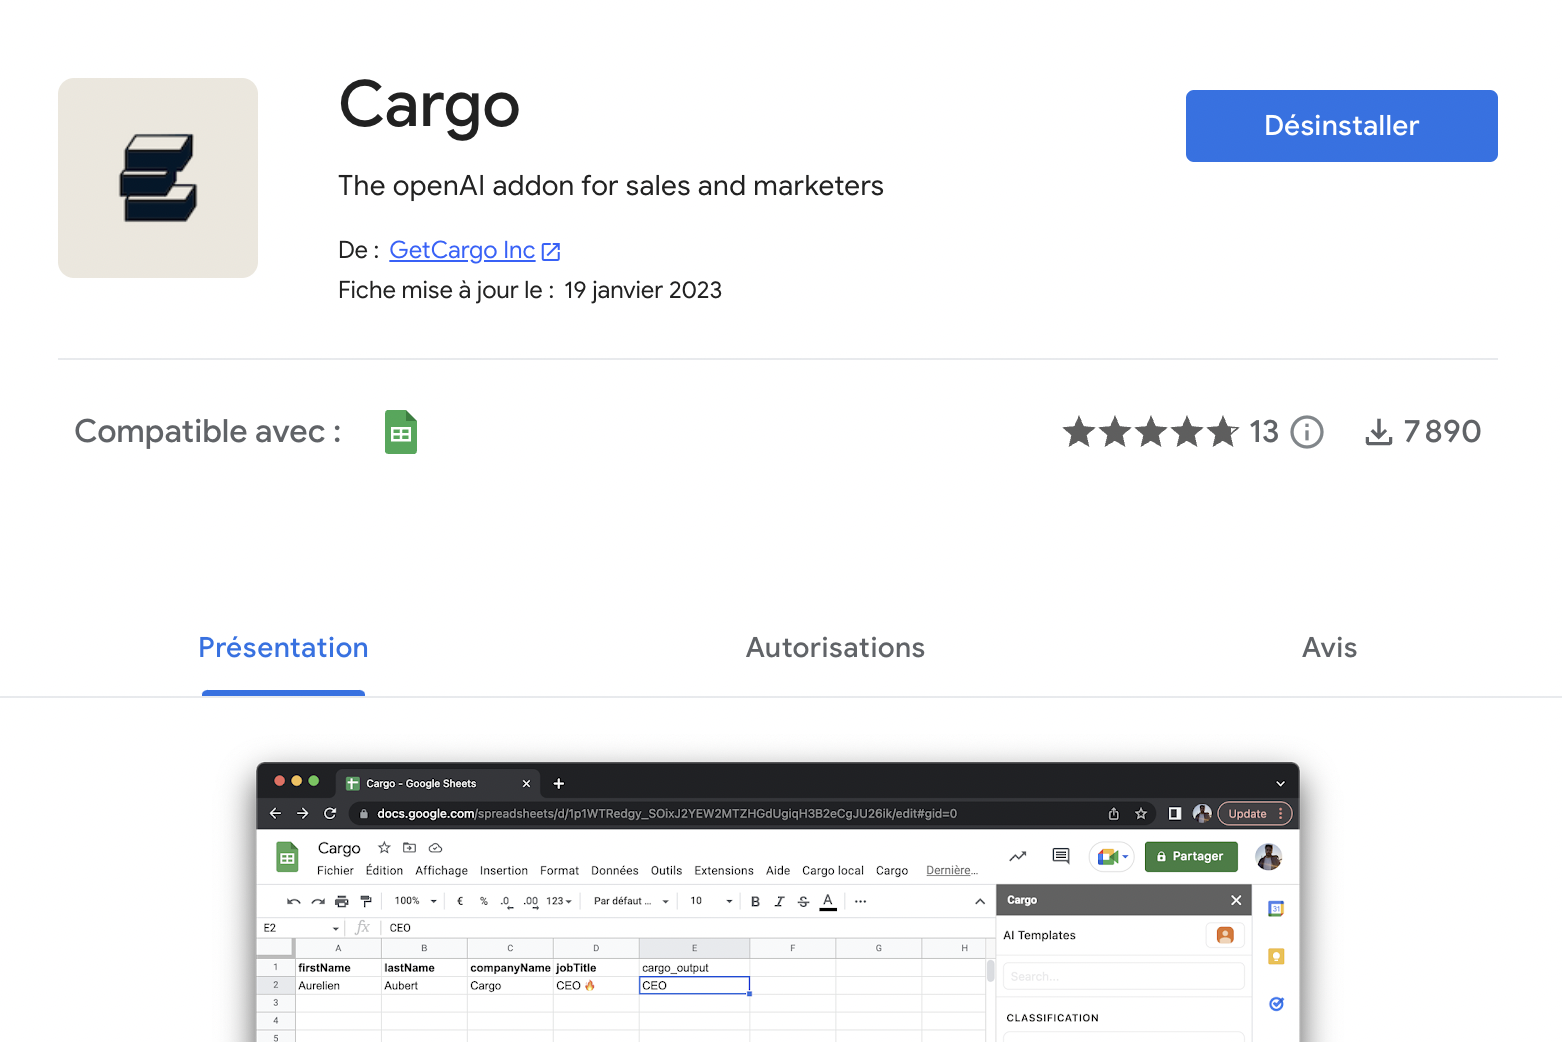 Cargo
Désinstaller
The openAI addon for sales and marketers
De : GetCargo Inc
Fiche mise à jour le : 19 janvier 2023
Compatible avec :
13
7 890
Présentation
Autorisations
Avis
Cargo - Google Sheets
docs.google.com/spreadsheets/d/1p1WTRedgy_SOixJ2YEW2MTZHGdUgiqH3B2eCgJU26ik/edit#gid=0
Update
Cargo
Fichier Édition Affichage Insertion Format Données Outils Extensions Aide Cargo local Cargo Dernière...
Partager
100% € % .0 .00 123 Par défaut ... 10 B I S A
Cargo
E2 fx CEO
AI Templates
A B C D E F G H
1 firstName lastName companyName jobTitle cargo_output
2 Aurelien Aubert Cargo CEO 🔥 CEO
Search...
3
4
5
CLASSIFICATION
31